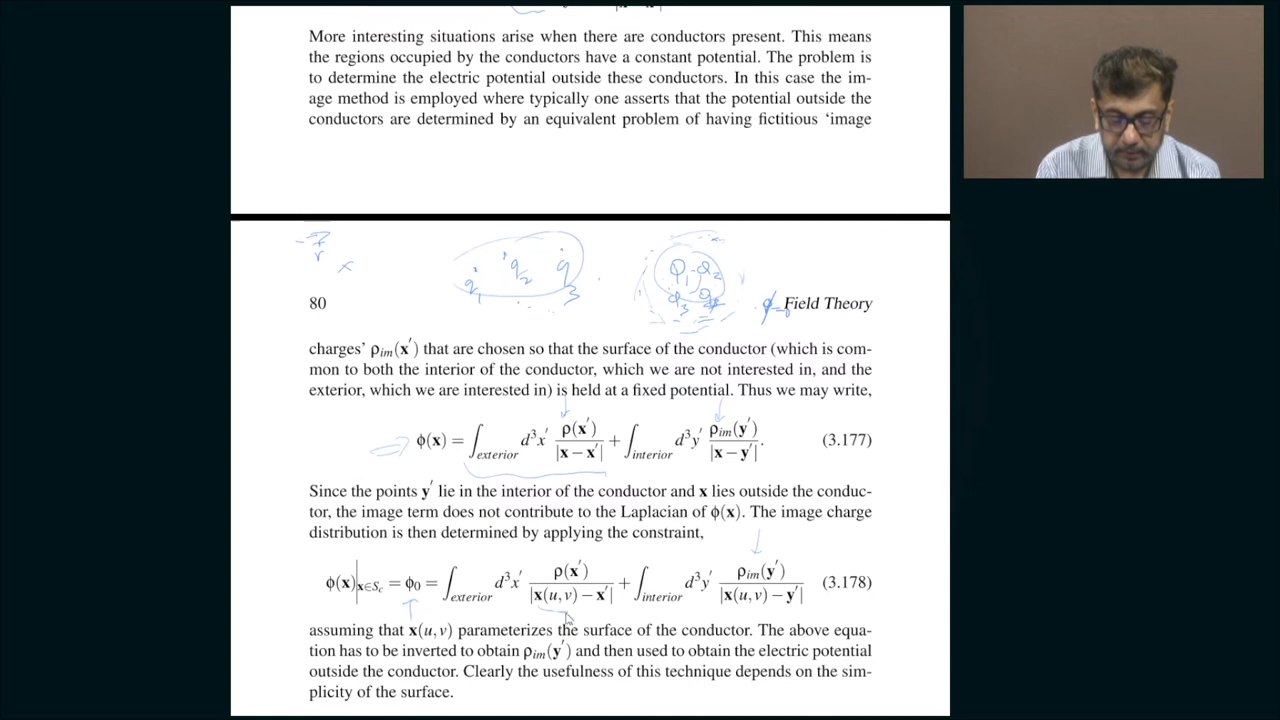 More interesting situations arise when there are conductors present. This means
the regions occupied by the conductors have a constant potential. The problem is
to determine the electric potential outside these conductors. In this case the im-
age method is employed where typically one asserts that the potential outside the
conductors are determined by an equivalent problem of having fictitious ‘image
q₁ q₂ q₃ Q₁ Q₂
80 Field Theory
charges’ ρ_im(x′) that are chosen so that the surface of the conductor (which is com-
mon to both the interior of the conductor, which we are not interested in, and the
exterior, which we are interested in) is held at a fixed potential. Thus we may write,
ϕ(x) = ∫_exterior d³x′ ρ(x′)/|x − x′| + ∫_interior d³y′ ρ_im(y′)/|x − y′|. (3.177)
Since the points y′ lie in the interior of the conductor and x lies outside the conduc-
tor, the image term does not contribute to the Laplacian of ϕ(x). The image charge
distribution is then determined by applying the constraint,
ϕ(x)|_x∈S_c = ϕ₀ = ∫_exterior d³x′ ρ(x′)/|x(u,v) − x′| + ∫_interior d³y′ ρ_im(y′)/|x(u,v) − y′| (3.178)
assuming that x(u,v) parameterizes the surface of the conductor. The above equa-
tion has to be inverted to obtain ρ_im(y′) and then used to obtain the electric potential
outside the conductor. Clearly the usefulness of this technique depends on the sim-
plicity of the surface.